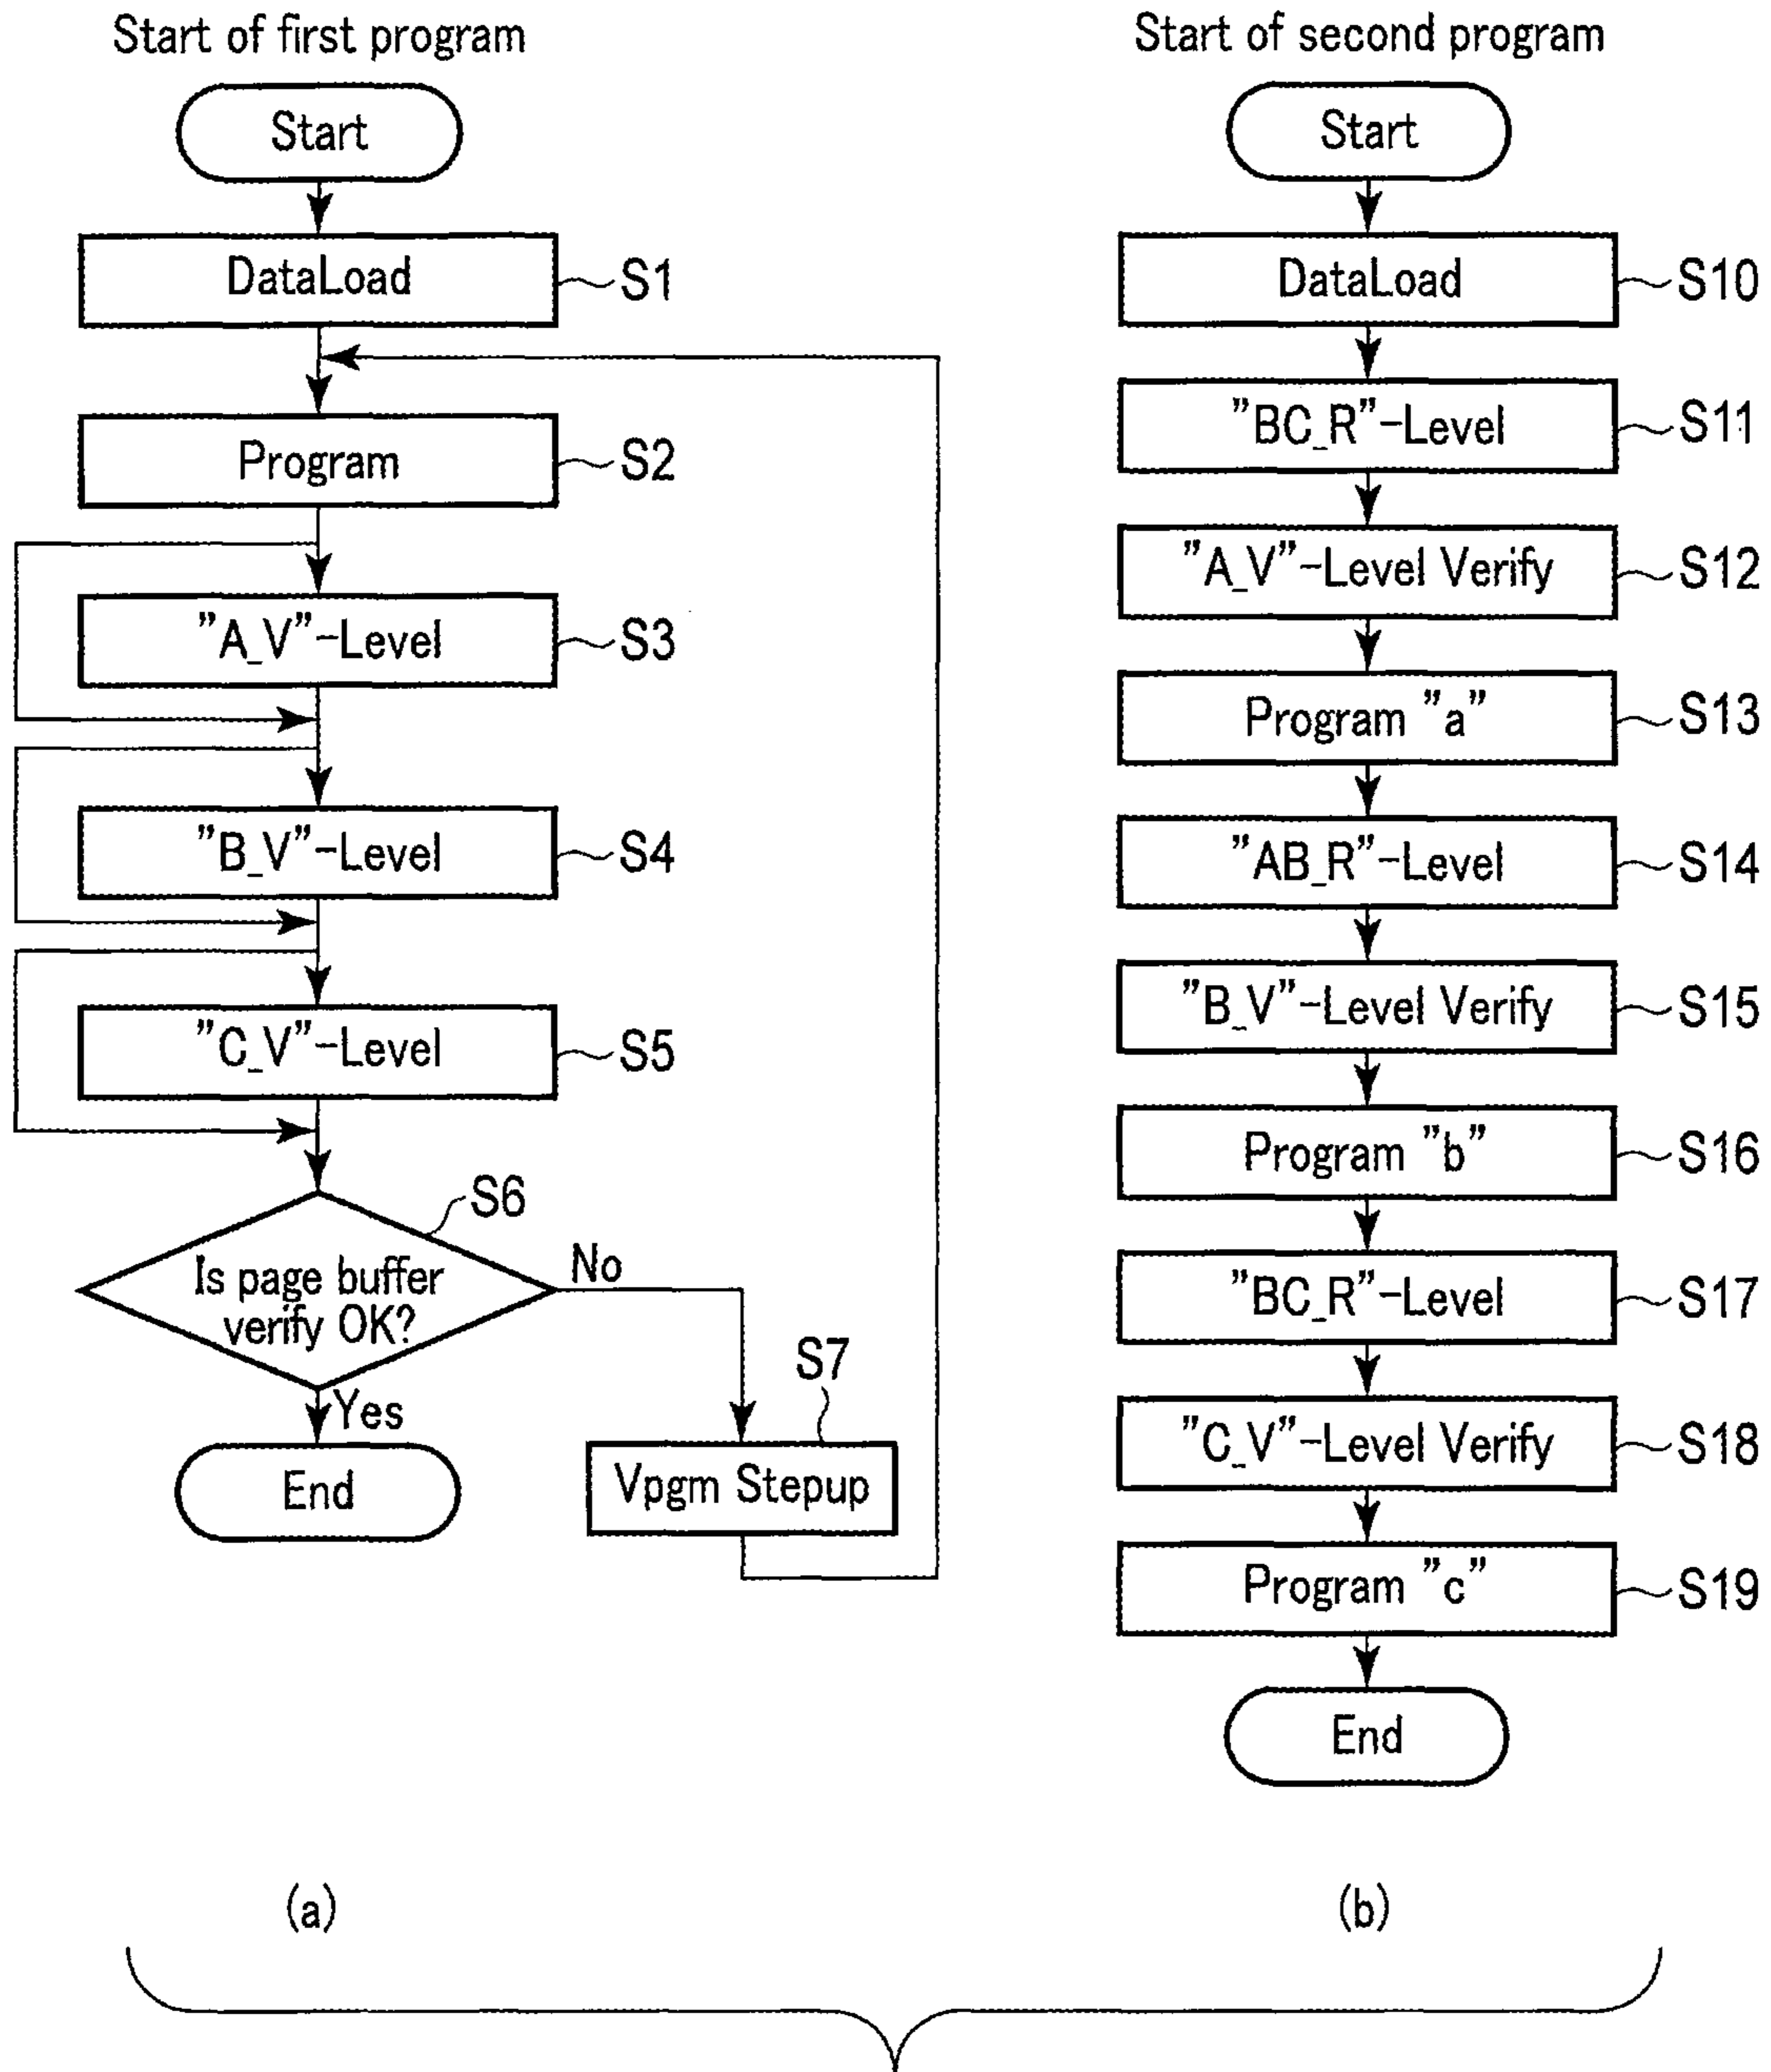 Start of first program
Start
DataLoad
S1
Program
S2
"A_V"-Level
S3
"B_V"-Level
S4
"C_V"-Level
S5
S6
Is page buffer
verify OK?
No
Yes
S7
Vpgm Stepup
End
(a)
Start of second program
Start
DataLoad
S10
"BC_R"-Level
S11
"A_V"-Level Verify
S12
Program "a"
S13
"AB_R"-Level
S14
"B_V"-Level Verify
S15
Program "b"
S16
"BC_R"-Level
S17
"C_V"-Level Verify
S18
Program "c"
S19
End
(b)